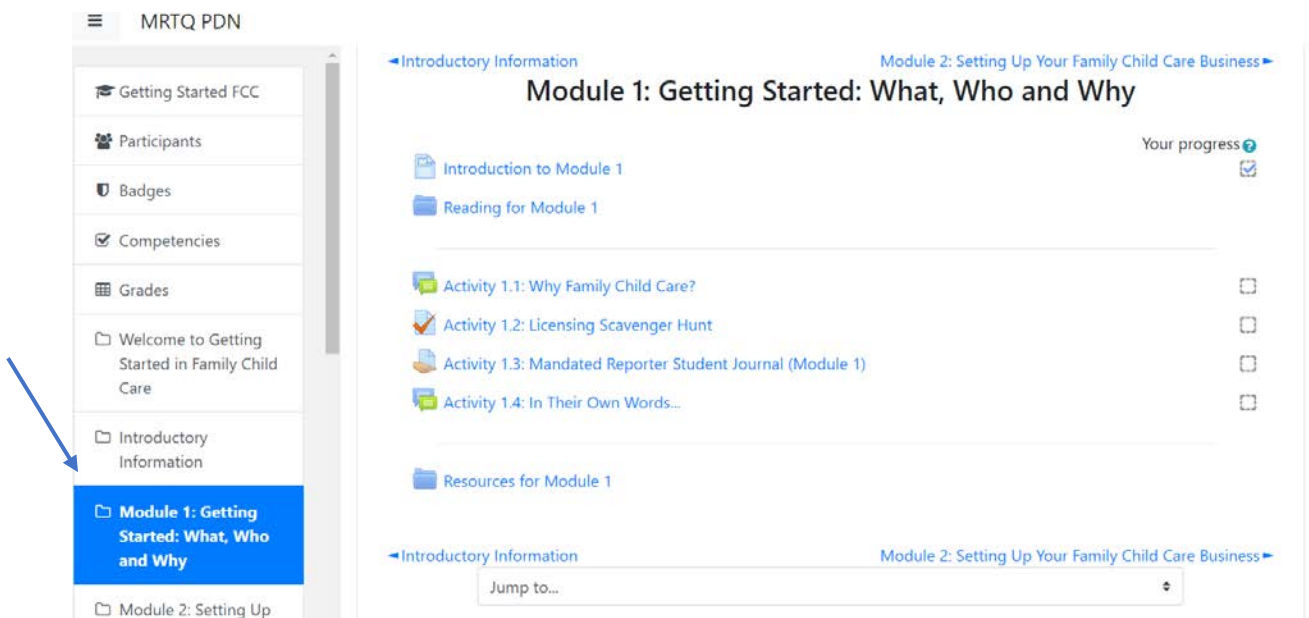 MRTQ PDN
Getting Started FCC
Participants
Badges
Competencies
Grades
Welcome to Getting
Started in Family Child
Care
Introductory
Information
Module 1: Getting
Started: What, Who
and Why
Module 2: Setting Up
◄Introductory Information
Module 2: Setting Up Your Family Child Care Business►
Module 1: Getting Started: What, Who and Why
Your progress
Introduction to Module 1
Reading for Module 1
Activity 1.1: Why Family Child Care?
Activity 1.2: Licensing Scavenger Hunt
Activity 1.3: Mandated Reporter Student Journal (Module 1)
Activity 1.4: In Their Own Words...
Resources for Module 1
◄Introductory Information
Module 2: Setting Up Your Family Child Care Business►
Jump to...